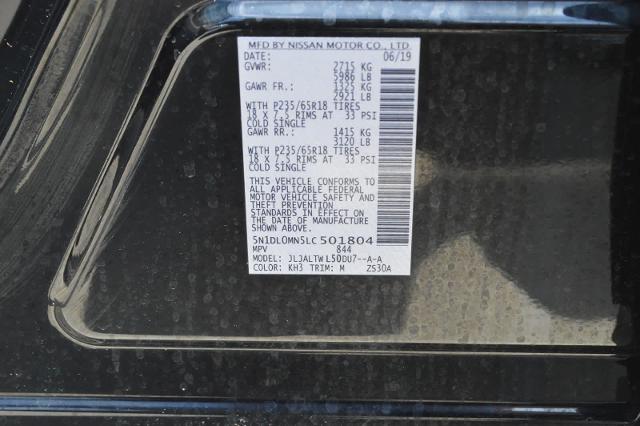 MFD BY NISSAN MOTOR CO., LTD
DATE: 06/19
GVWR: 2715 KG
5986 LB
GAWR FR.: 1325 KG
2921 LB
WITH P235/65R18 TIRES
18 X 7.5 RIMS AT 33 PSI
COLD SINGLE
GAWR RR.: 1415 KG
3120 LB
WITH P235/65R18 TIRES
18 X 7.5 RIMS AT 33 PSI
COLD SINGLE
THIS VEHICLE CONFORMS TO
ALL APPLICABLE FEDERAL
MOTOR VEHICLE SAFETY AND
THEFT PREVENTION
STANDARDS IN EFFECT ON
THE DATE OF MANUFACTURE
SHOWN ABOVE.
5N1DL0MN5LC501804
MPV 844
MODEL: JLJALTWL50DU7--A-A
COLOR: KH3 TRIM: M ZS30A